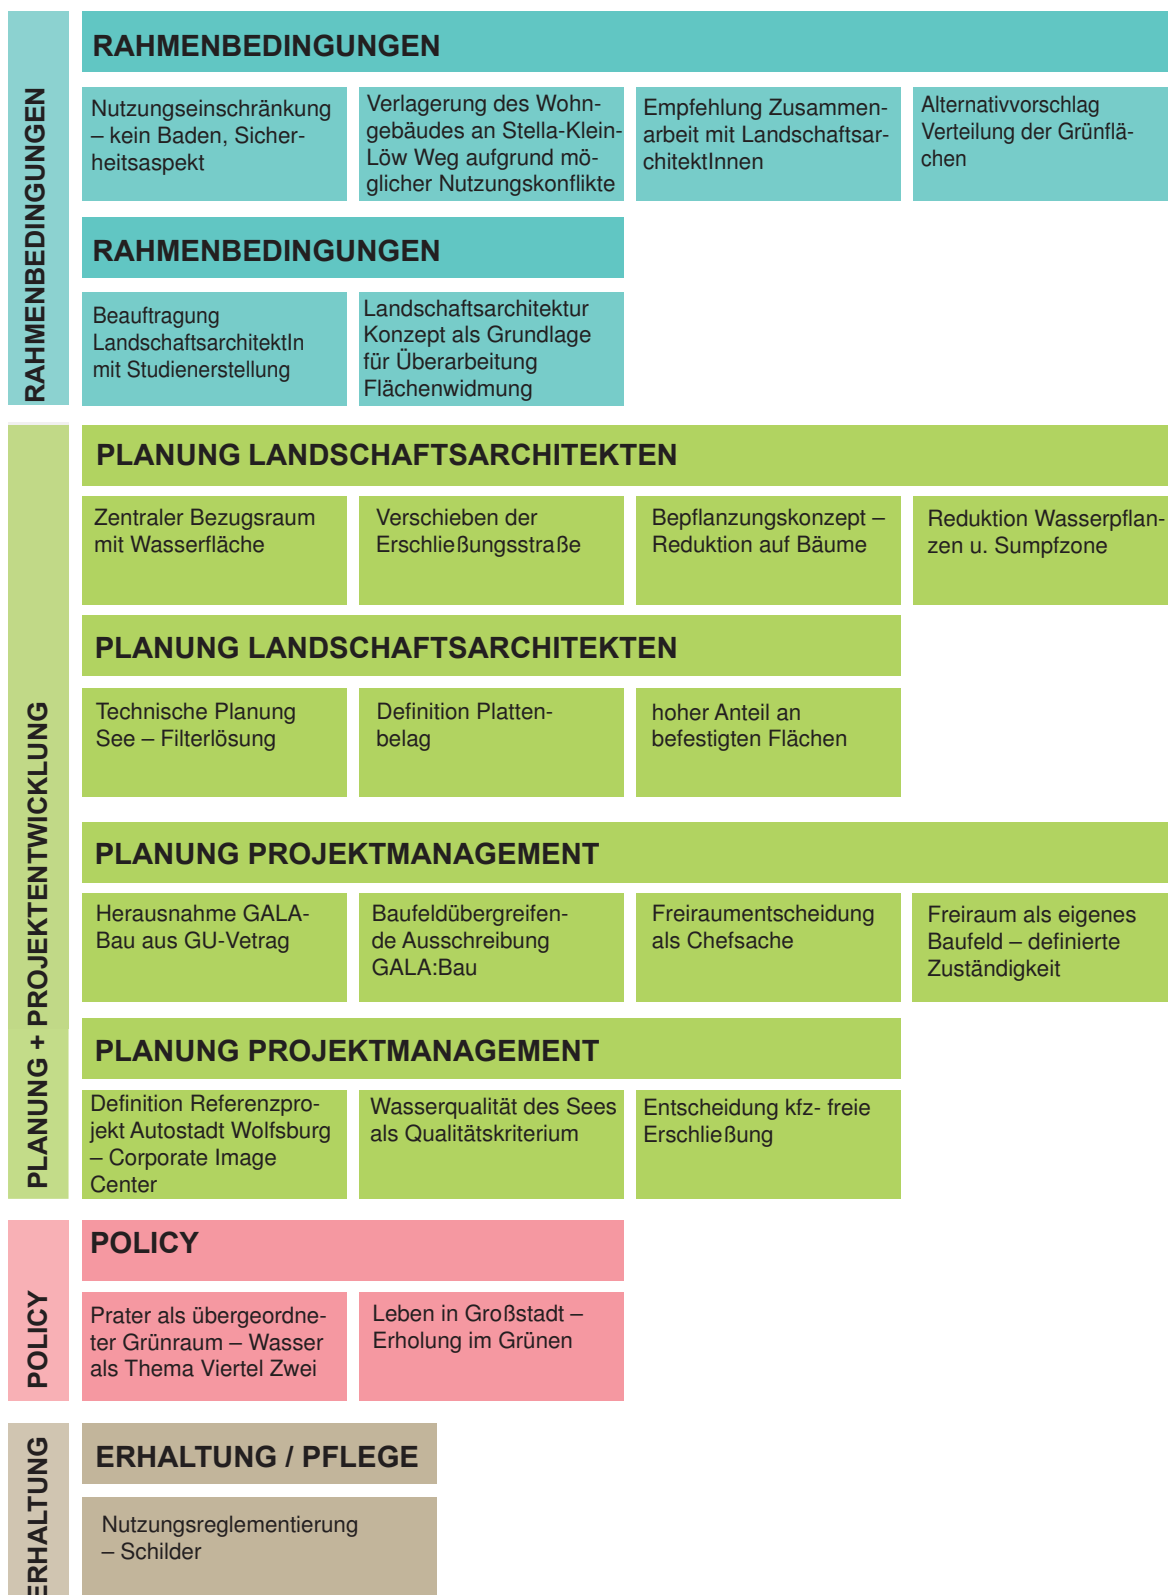 RAHMENBEDINGUNGEN
RAHMENBEDINGUNGEN
Nutzungseinschränkung
– kein Baden, Sicher-
heitsaspekt
Verlagerung des Wohn-
gebäudes an Stella-Klein-
Löw Weg aufgrund mö-
glicher Nutzungskonflikte
Empfehlung Zusammen-
arbeit mit Landschaftsar-
chitektInnen
Alternativvorschlag
Verteilung der Grünflä-
chen
RAHMENBEDINGUNGEN
Beauftragung
LandschaftsarchitektIn
mit Studienerstellung
Landschaftsarchitektur
Konzept als Grundlage
für Überarbeitung
Flächenwidmung
PLANUNG + PROJEKTENTWICKLUNG
PLANUNG LANDSCHAFTSARCHITEKTEN
Zentraler Bezugsraum
mit Wasserfläche
Verschieben der
Erschließungsstraße
Bepflanzungskonzept –
Reduktion auf Bäume
Reduktion Wasserpflan-
zen u. Sumpfzone
PLANUNG LANDSCHAFTSARCHITEKTEN
Technische Planung
See – Filterlösung
Definition Platten-
belag
hoher Anteil an
befestigten Flächen
PLANUNG PROJEKTMANAGEMENT
Herausnahme GALA-
Bau aus GU-Vetrag
Baufeldübergreifen-
de Ausschreibung
GALA:Bau
Freiraumentscheidung
als Chefsache
Freiraum als eigenes
Baufeld – definierte
Zuständigkeit
PLANUNG PROJEKTMANAGEMENT
Definition Referenzpro-
jekt Autostadt Wolfsburg
– Corporate Image
Center
Wasserqualität des Sees
als Qualitätskriterium
Entscheidung kfz- freie
Erschließung
POLICY
POLICY
Prater als übergeordne-
ter Grünraum – Wasser
als Thema Viertel Zwei
Leben in Großstadt –
Erholung im Grünen
ERHALTUNG
ERHALTUNG / PFLEGE
Nutzungsreglementierung
– Schilder